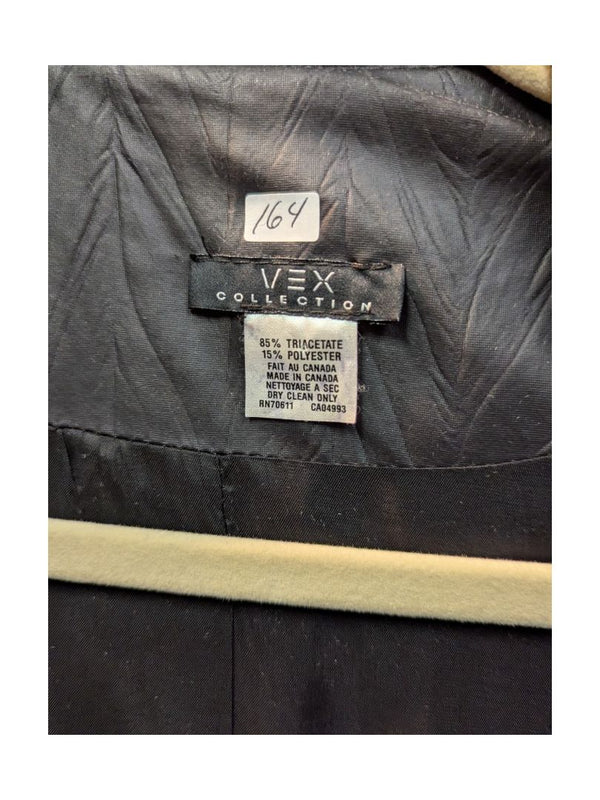 164
VEX
COLLECTION
85% TRIACETATE
15% POLYESTER
FAIT AU CANADA
MADE IN CANADA
NETTOYAGE A SEC
DRY CLEAN ONLY
RN70611 CA04993